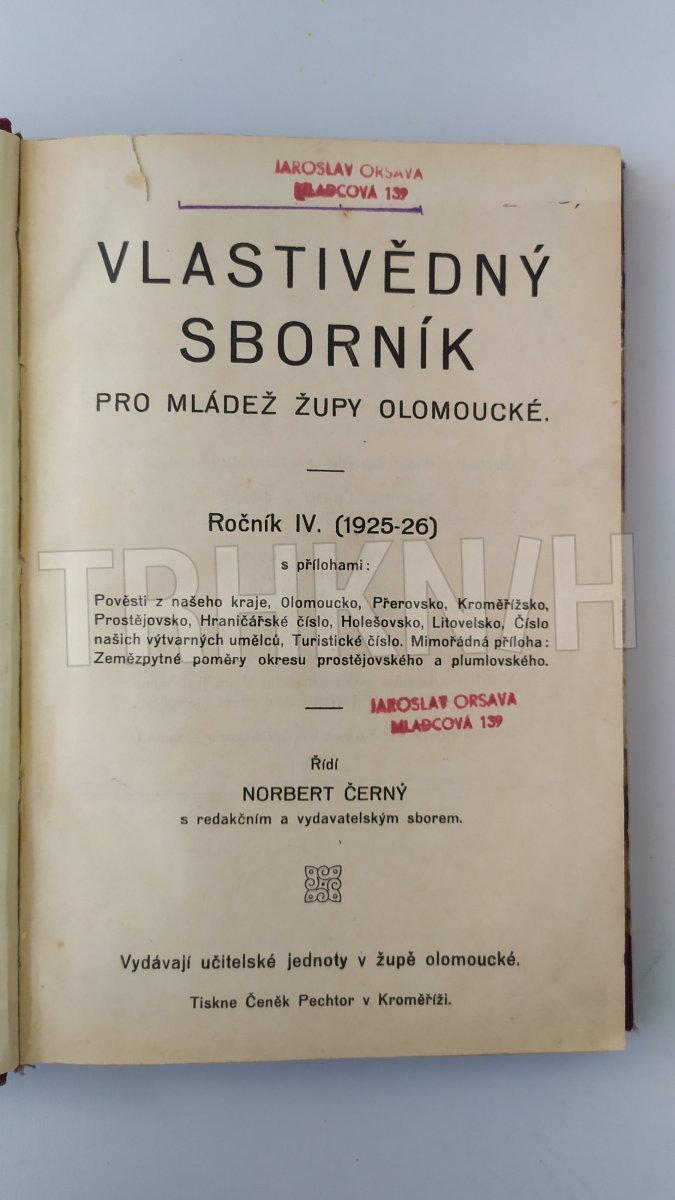 JAROSLAV ORSAVA
MLADCOVÁ 139
VLASTIVĚDNÝ
SBORNÍK
PRO MLÁDEŽ ŽUPY OLOMOUCKÉ.
Ročník IV. (1925-26)
s přílohami:
TRHKNIH
Pověsti z našeho kraje, Olomoucko, Přerovsko, Kroměřížsko,
Prostějovsko, Hraničářské číslo, Holešovsko, Litovelsko, Číslo
našich výtvarných umělců, Turistické číslo. Mimořádná příloha:
Zemězpytné poměry okresu prostějovského a plumlovského.
JAROSLAV ORSAVA
MLADCOVÁ 139
Řídí
NORBERT ČERNÝ
s redakčním a vydavatelským sborem.
Vydávají učitelské jednoty v župě olomoucké.
Tiskne Čeněk Pechtor v Kroměříži.